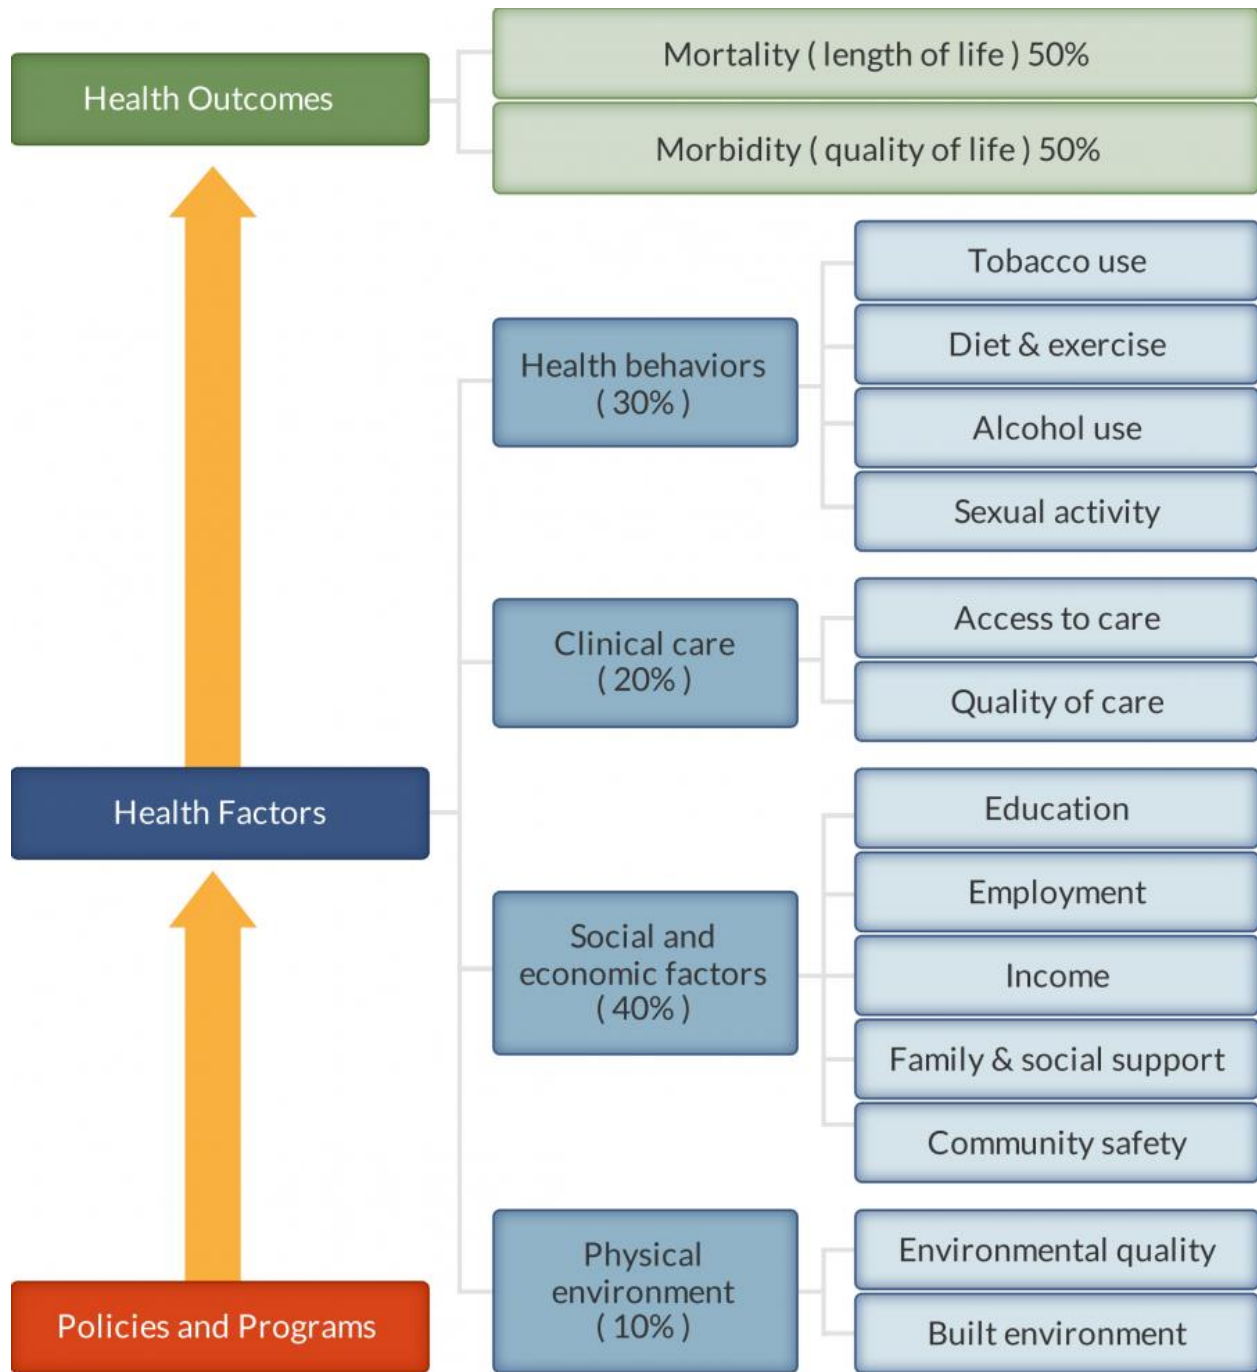 Health Outcomes
Mortality ( length of life ) 50%
Morbidity ( quality of life ) 50%
Health Factors
Health behaviors
( 30% )
Tobacco use
Diet & exercise
Alcohol use
Sexual activity
Clinical care
( 20% )
Access to care
Quality of care
Social and
economic factors
( 40% )
Education
Employment
Income
Family & social support
Community safety
Physical
environment
( 10% )
Environmental quality
Built environment
Policies and Programs